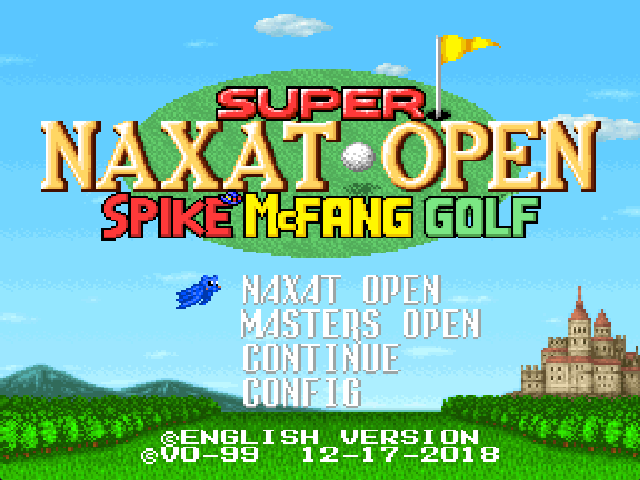 SUPER
NAXAT OPEN
SPIKE McFANG GOLF
NAXAT OPEN
MASTERS OPEN
CONTINUE
CONFIG
©ENGLISH VERSION
©VO-99 12-17-2018